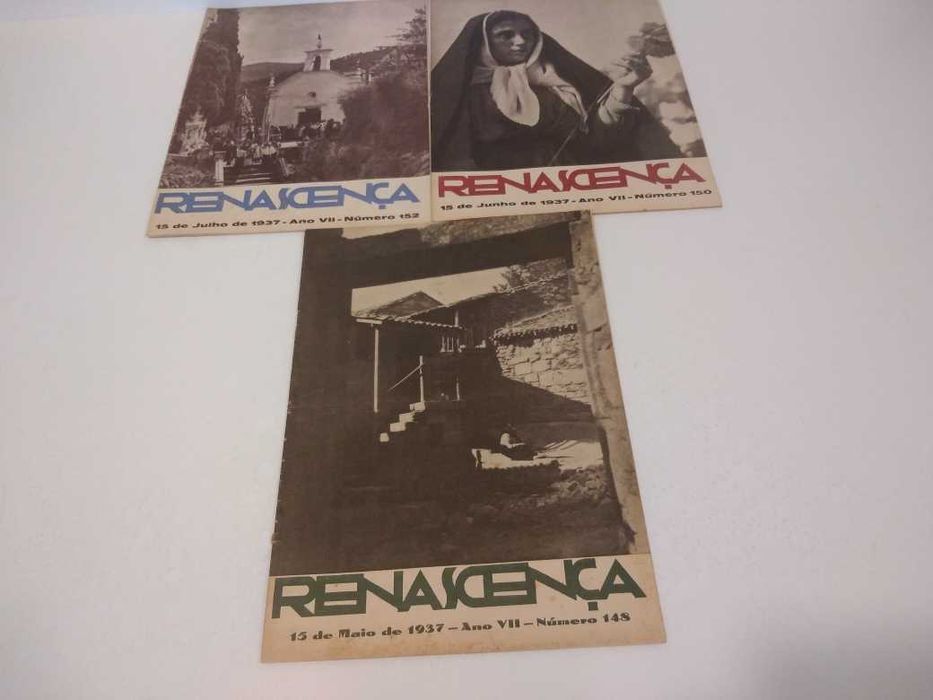 RENASCENÇA
15 de Julho de 1937 - Ano VII - Número 152
RENASCENÇA
15 de Junho de 1937 - Ano VII - Número 150
RENASCENÇA
15 de Maio de 1937 – Ano VII – Número 148